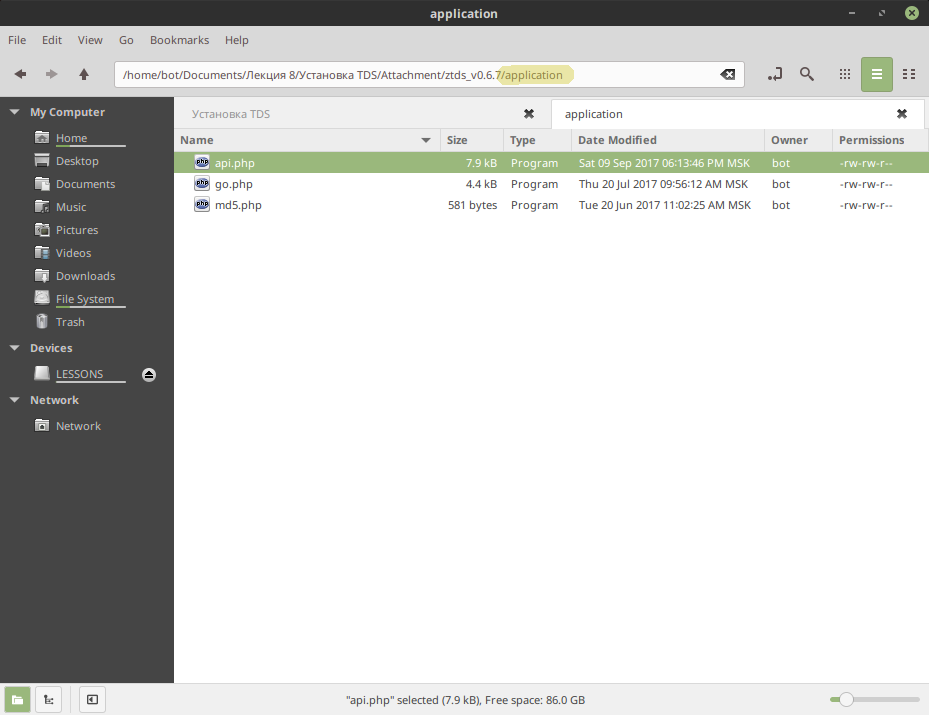 application
File Edit View Go Bookmarks Help
/home/bot/Documents/Лекция 8/Установка TDS/Attachment/ztds_v0.6.7/application
My Computer
Home
Desktop
Documents
Music
Pictures
Videos
Downloads
File System
Trash
Devices
LESSONS
Network
Network
Установка TDS application
Name Size Type Date Modified Owner Permissions
php api.php 7.9 kB Program Sat 09 Sep 2017 06:13:46 PM MSK bot -rw-rw-r--
php go.php 4.4 kB Program Thu 20 Jul 2017 09:56:12 AM MSK bot -rw-rw-r--
php md5.php 581 bytes Program Tue 20 Jun 2017 11:02:25 AM MSK bot -rw-rw-r--
"api.php" selected (7.9 kB), Free space: 86.0 GB